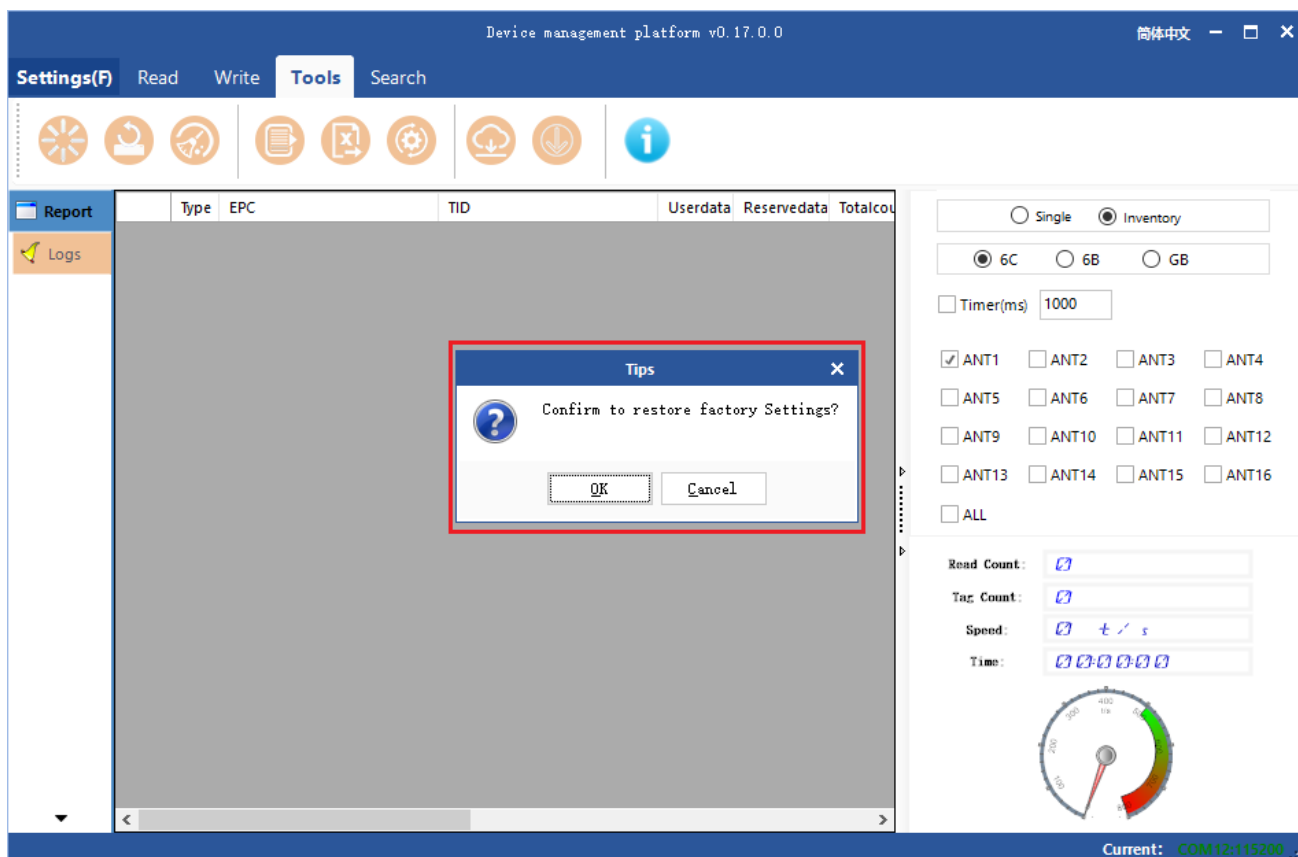 Device management platform v0.17.0.0
简体中文
Settings(F) Read Write Tools Search
Report
Logs
Type EPC TID Userdata Reservedata Totalcou
Tips
Confirm to restore factory Settings?
OK Cancel
Single Inventory
6C 6B GB
Timer(ms) 1000
ANT1 ANT2 ANT3 ANT4
ANT5 ANT6 ANT7 ANT8
ANT9 ANT10 ANT11 ANT12
ANT13 ANT14 ANT15 ANT16
ALL
Read Count: 0
Tag Count: 0
Speed: 0 t/s
Time: 00:00:00
100
200
300
400
t/s
Current: COM12:115200